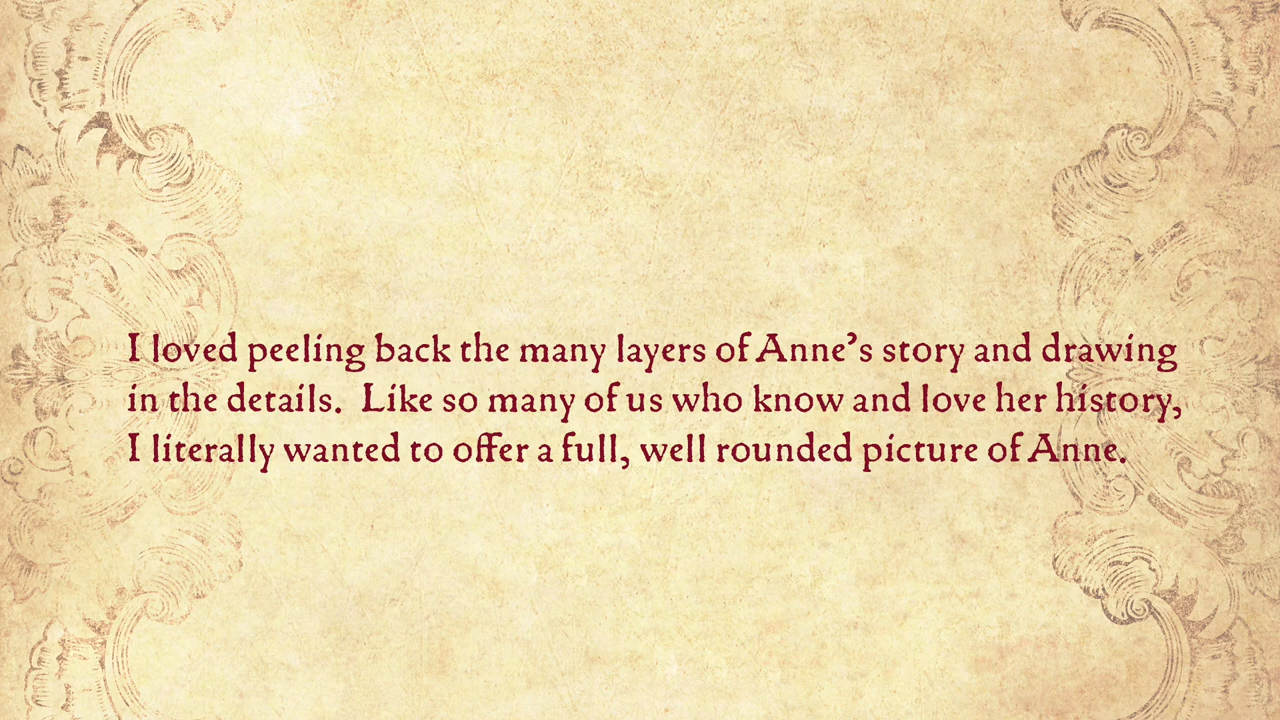 I loved peeling back the many layers of Anne’s story and drawing
in the details.  Like so many of us who know and love her history,
I literally wanted to offer a full, well rounded picture of Anne.